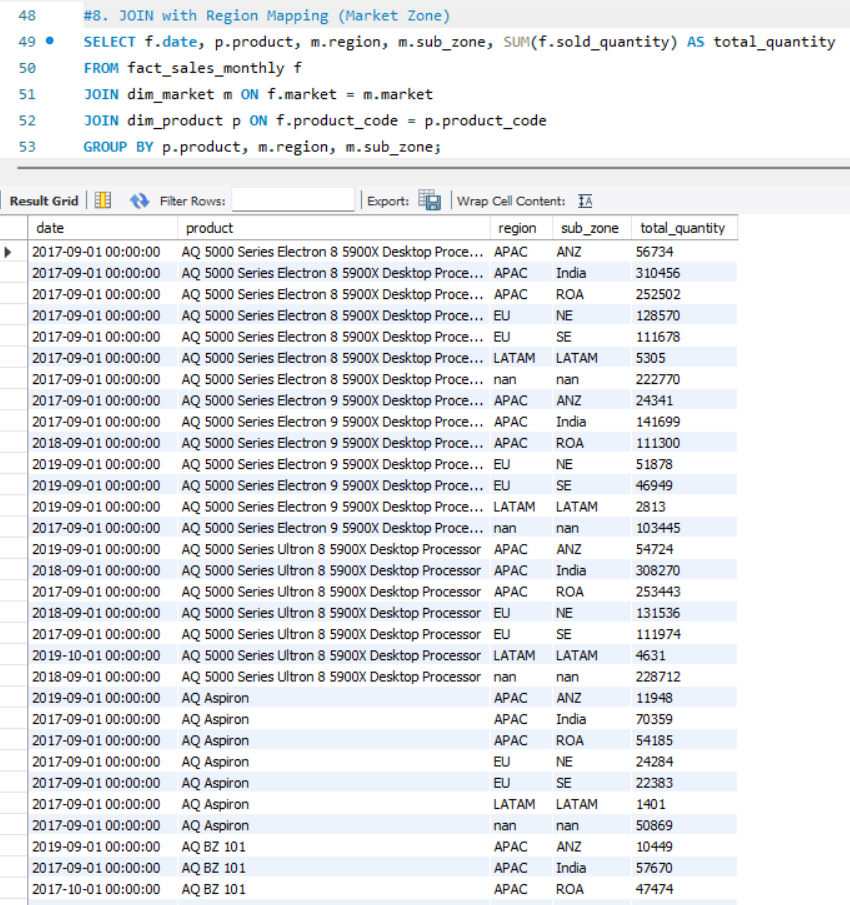 48 #8. JOIN with Region Mapping (Market Zone)
49 SELECT f.date, p.product, m.region, m.sub_zone, SUM(f.sold_quantity) AS total_quantity
50 FROM fact_sales_monthly f
51 JOIN dim_market m ON f.market = m.market
52 JOIN dim_product p ON f.product_code = p.product_code
53 GROUP BY p.product, m.region, m.sub_zone;
Result Grid Filter Rows: Export: Wrap Cell Content: IA
date product region sub_zone total_quantity
2017-09-01 00:00:00 AQ 5000 Series Electron 8 5900X Desktop Proce... APAC ANZ 56734
2017-09-01 00:00:00 AQ 5000 Series Electron 8 5900X Desktop Proce... APAC India 310456
2017-09-01 00:00:00 AQ 5000 Series Electron 8 5900X Desktop Proce... APAC ROA 252502
2017-09-01 00:00:00 AQ 5000 Series Electron 8 5900X Desktop Proce... EU NE 128570
2017-09-01 00:00:00 AQ 5000 Series Electron 8 5900X Desktop Proce... EU SE 111678
2017-09-01 00:00:00 AQ 5000 Series Electron 8 5900X Desktop Proce... LATAM LATAM 5305
2017-09-01 00:00:00 AQ 5000 Series Electron 8 5900X Desktop Proce... nan nan 222770
2017-09-01 00:00:00 AQ 5000 Series Electron 9 5900X Desktop Proce... APAC ANZ 24341
2017-09-01 00:00:00 AQ 5000 Series Electron 9 5900X Desktop Proce... APAC India 141699
2018-09-01 00:00:00 AQ 5000 Series Electron 9 5900X Desktop Proce... APAC ROA 111300
2019-09-01 00:00:00 AQ 5000 Series Electron 9 5900X Desktop Proce... EU NE 51878
2019-09-01 00:00:00 AQ 5000 Series Electron 9 5900X Desktop Proce... EU SE 46949
2019-09-01 00:00:00 AQ 5000 Series Electron 9 5900X Desktop Proce... LATAM LATAM 2813
2017-09-01 00:00:00 AQ 5000 Series Electron 9 5900X Desktop Proce... nan nan 103445
2019-09-01 00:00:00 AQ 5000 Series Ultron 8 5900X Desktop Processor APAC ANZ 54724
2018-09-01 00:00:00 AQ 5000 Series Ultron 8 5900X Desktop Processor APAC India 308270
2017-09-01 00:00:00 AQ 5000 Series Ultron 8 5900X Desktop Processor APAC ROA 253443
2018-09-01 00:00:00 AQ 5000 Series Ultron 8 5900X Desktop Processor EU NE 131536
2017-09-01 00:00:00 AQ 5000 Series Ultron 8 5900X Desktop Processor EU SE 111974
2019-10-01 00:00:00 AQ 5000 Series Ultron 8 5900X Desktop Processor LATAM LATAM 4631
2018-09-01 00:00:00 AQ 5000 Series Ultron 8 5900X Desktop Processor nan nan 228712
2019-09-01 00:00:00 AQ Aspiron APAC ANZ 11948
2017-09-01 00:00:00 AQ Aspiron APAC India 70359
2017-09-01 00:00:00 AQ Aspiron APAC ROA 54185
2017-09-01 00:00:00 AQ Aspiron EU NE 24284
2017-09-01 00:00:00 AQ Aspiron EU SE 22383
2017-09-01 00:00:00 AQ Aspiron LATAM LATAM 1401
2017-09-01 00:00:00 AQ Aspiron nan nan 50869
2019-09-01 00:00:00 AQ BZ 101 APAC ANZ 10449
2017-09-01 00:00:00 AQ BZ 101 APAC India 57670
2017-10-01 00:00:00 AQ BZ 101 APAC ROA 47474